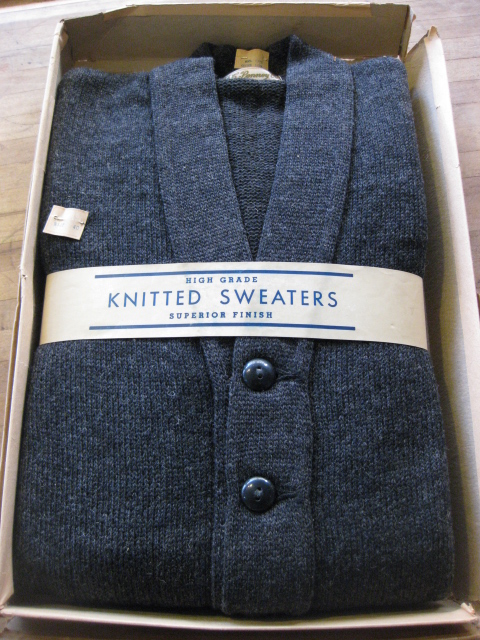 HIGH GRADE
KNITTED SWEATERS
SUPERIOR FINISH